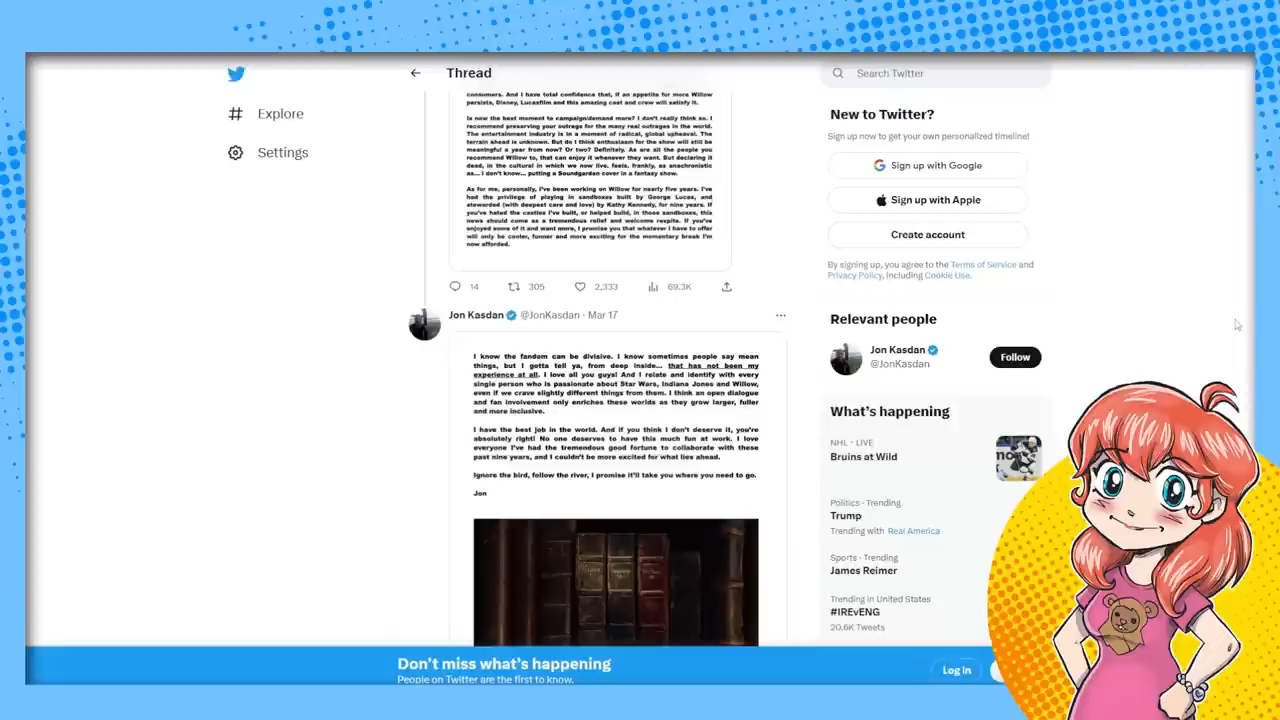 Explore
Settings
Thread
consumers. And I have total confidence that, if an appetite for more Willow
persists, Disney, Lucasfilm and this amazing cast and crew will satisfy it.
Is now the best moment to campaign/demand more? I don't really think so. I
recommend preserving your outrage for the many real outrages in the world.
The entertainment industry is in a moment of radical, global upheaval. The
terrain ahead is unknown. But do I think enthusiasm for the show will still be
meaningful a year from now? Or two? Definitely. As are all the people you
recommend Willow to, that can enjoy it whenever they want. But declaring it
dead, in the cultural in which we now live, feels, frankly, as anachronistic
as... I don't know... putting a Soundgarden cover in a fantasy show.
As for me, personally, I've been working on Willow for nearly five years. I've
had the privilege of playing in sandboxes built by George Lucas, and
stewarded (with deepest care and love) by Kathy Kennedy, for nine years. If
you've hated the castles I've built, or helped build, in those sandboxes, this
news should come as a tremendous relief and welcome respite. If you've
enjoyed some of it and want more, I promise you that whatever I have to offer
will only be cooler, funner and more exciting for the momentary break I'm
now afforded.
14 305 2,333 69.3K
Jon Kasdan @JonKasdan · Mar 17
I know the fandom can be divisive. I know sometimes people say mean
things, but I gotta tell ya, from deep inside... that has not been my
experience at all. I love all you guys! And I relate and identify with every
single person who is passionate about Star Wars, Indiana Jones and Willow,
even if we crave slightly different things from them. I think an open dialogue
and fan involvement only enriches these worlds as they grow larger, fuller
and more inclusive.
I have the best job in the world. And if you think I don't deserve it, you're
absolutely right! No one deserves to have this much fun at work. I love
everyone I've had the tremendous good fortune to collaborate with these
past nine years, and I couldn't be more excited for what lies ahead.
Ignore the bird, follow the river, I promise it'll take you where you need to go.
Jon
Search Twitter
New to Twitter?
Sign up now to get your own personalized timeline!
Sign up with Google
Sign up with Apple
Create account
By signing up, you agree to the Terms of Service and
Privacy Policy, including Cookie Use.
Relevant people
Jon Kasdan
@JonKasdan
Follow
What's happening
NHL · LIVE
Bruins at Wild
Politics · Trending
Trump
Trending with Real America
Sports · Trending
James Reimer
Trending in United States
#IREvENG
20.6K Tweets
Don't miss what's happening
People on Twitter are the first to know.
Log in